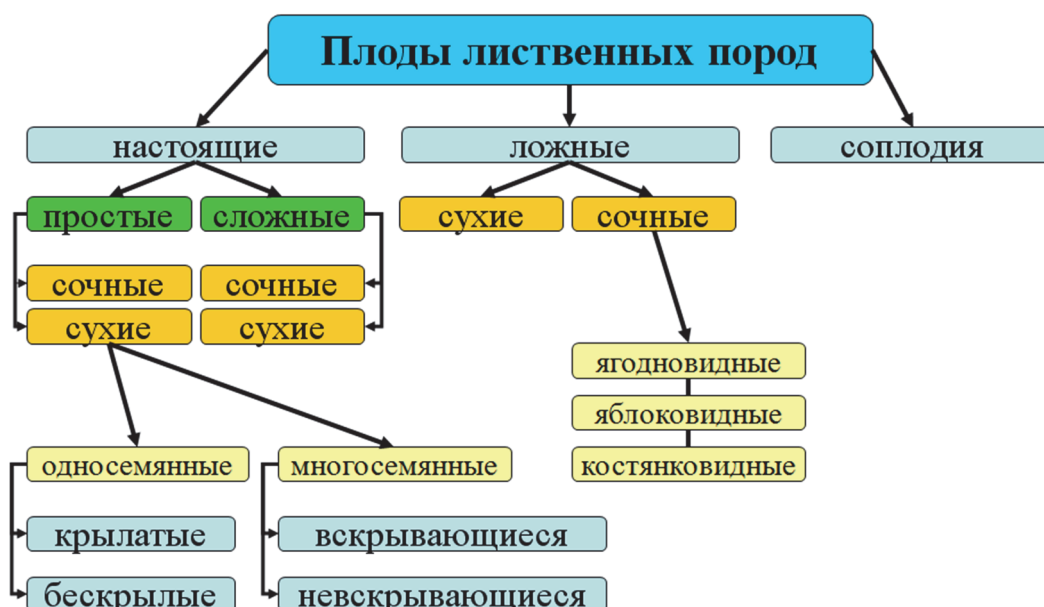 Плоды лиственных пород
настоящие
ложные
соплодия
простые
сложные
сухие
сочные
сочные
сочные
сухие
сухие
ягодновидные
яблоковидные
односемянные
многосемянные
костянковидные
крылатые
вскрывающиеся
бескрылые
невскрывающиеся